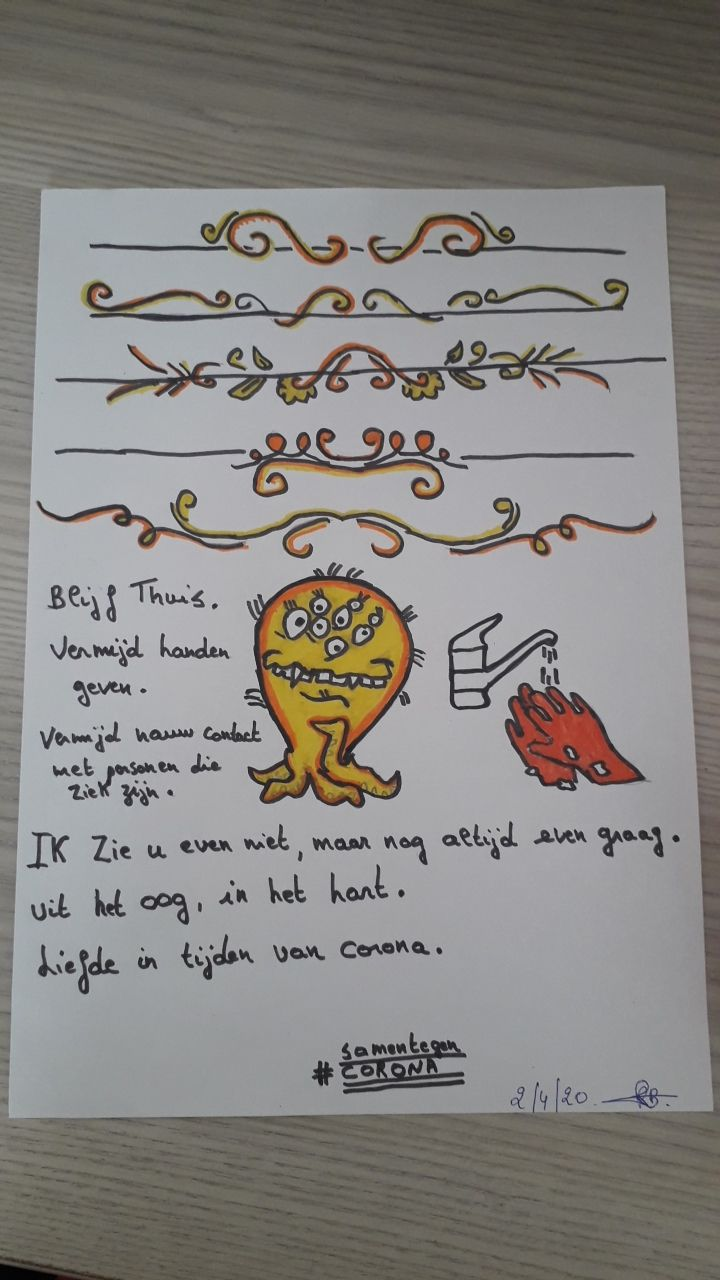 Blijf Thuis.
Vermijd handen
geven.
Vermijd nauw contact
met personen die
ziek zijn.
IK Zie u even niet, maar nog altijd even graag.
uit het oog, in het hart.
Liefde in tijden van corona.
# samentegen
CORONA
2/4/20. RB.